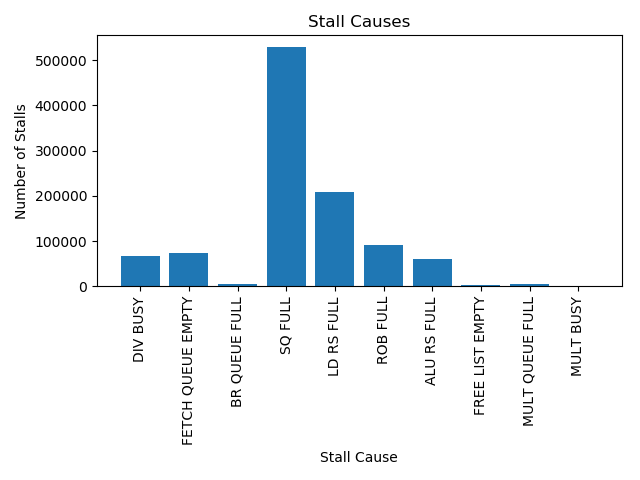 Stall Causes
Number of Stalls
500000
400000
300000
200000
100000
0
DIV BUSY
FETCH QUEUE EMPTY
BR QUEUE FULL
SQ FULL
LD RS FULL
ROB FULL
ALU RS FULL
FREE LIST EMPTY
MULT QUEUE FULL
MULT BUSY
Stall Cause